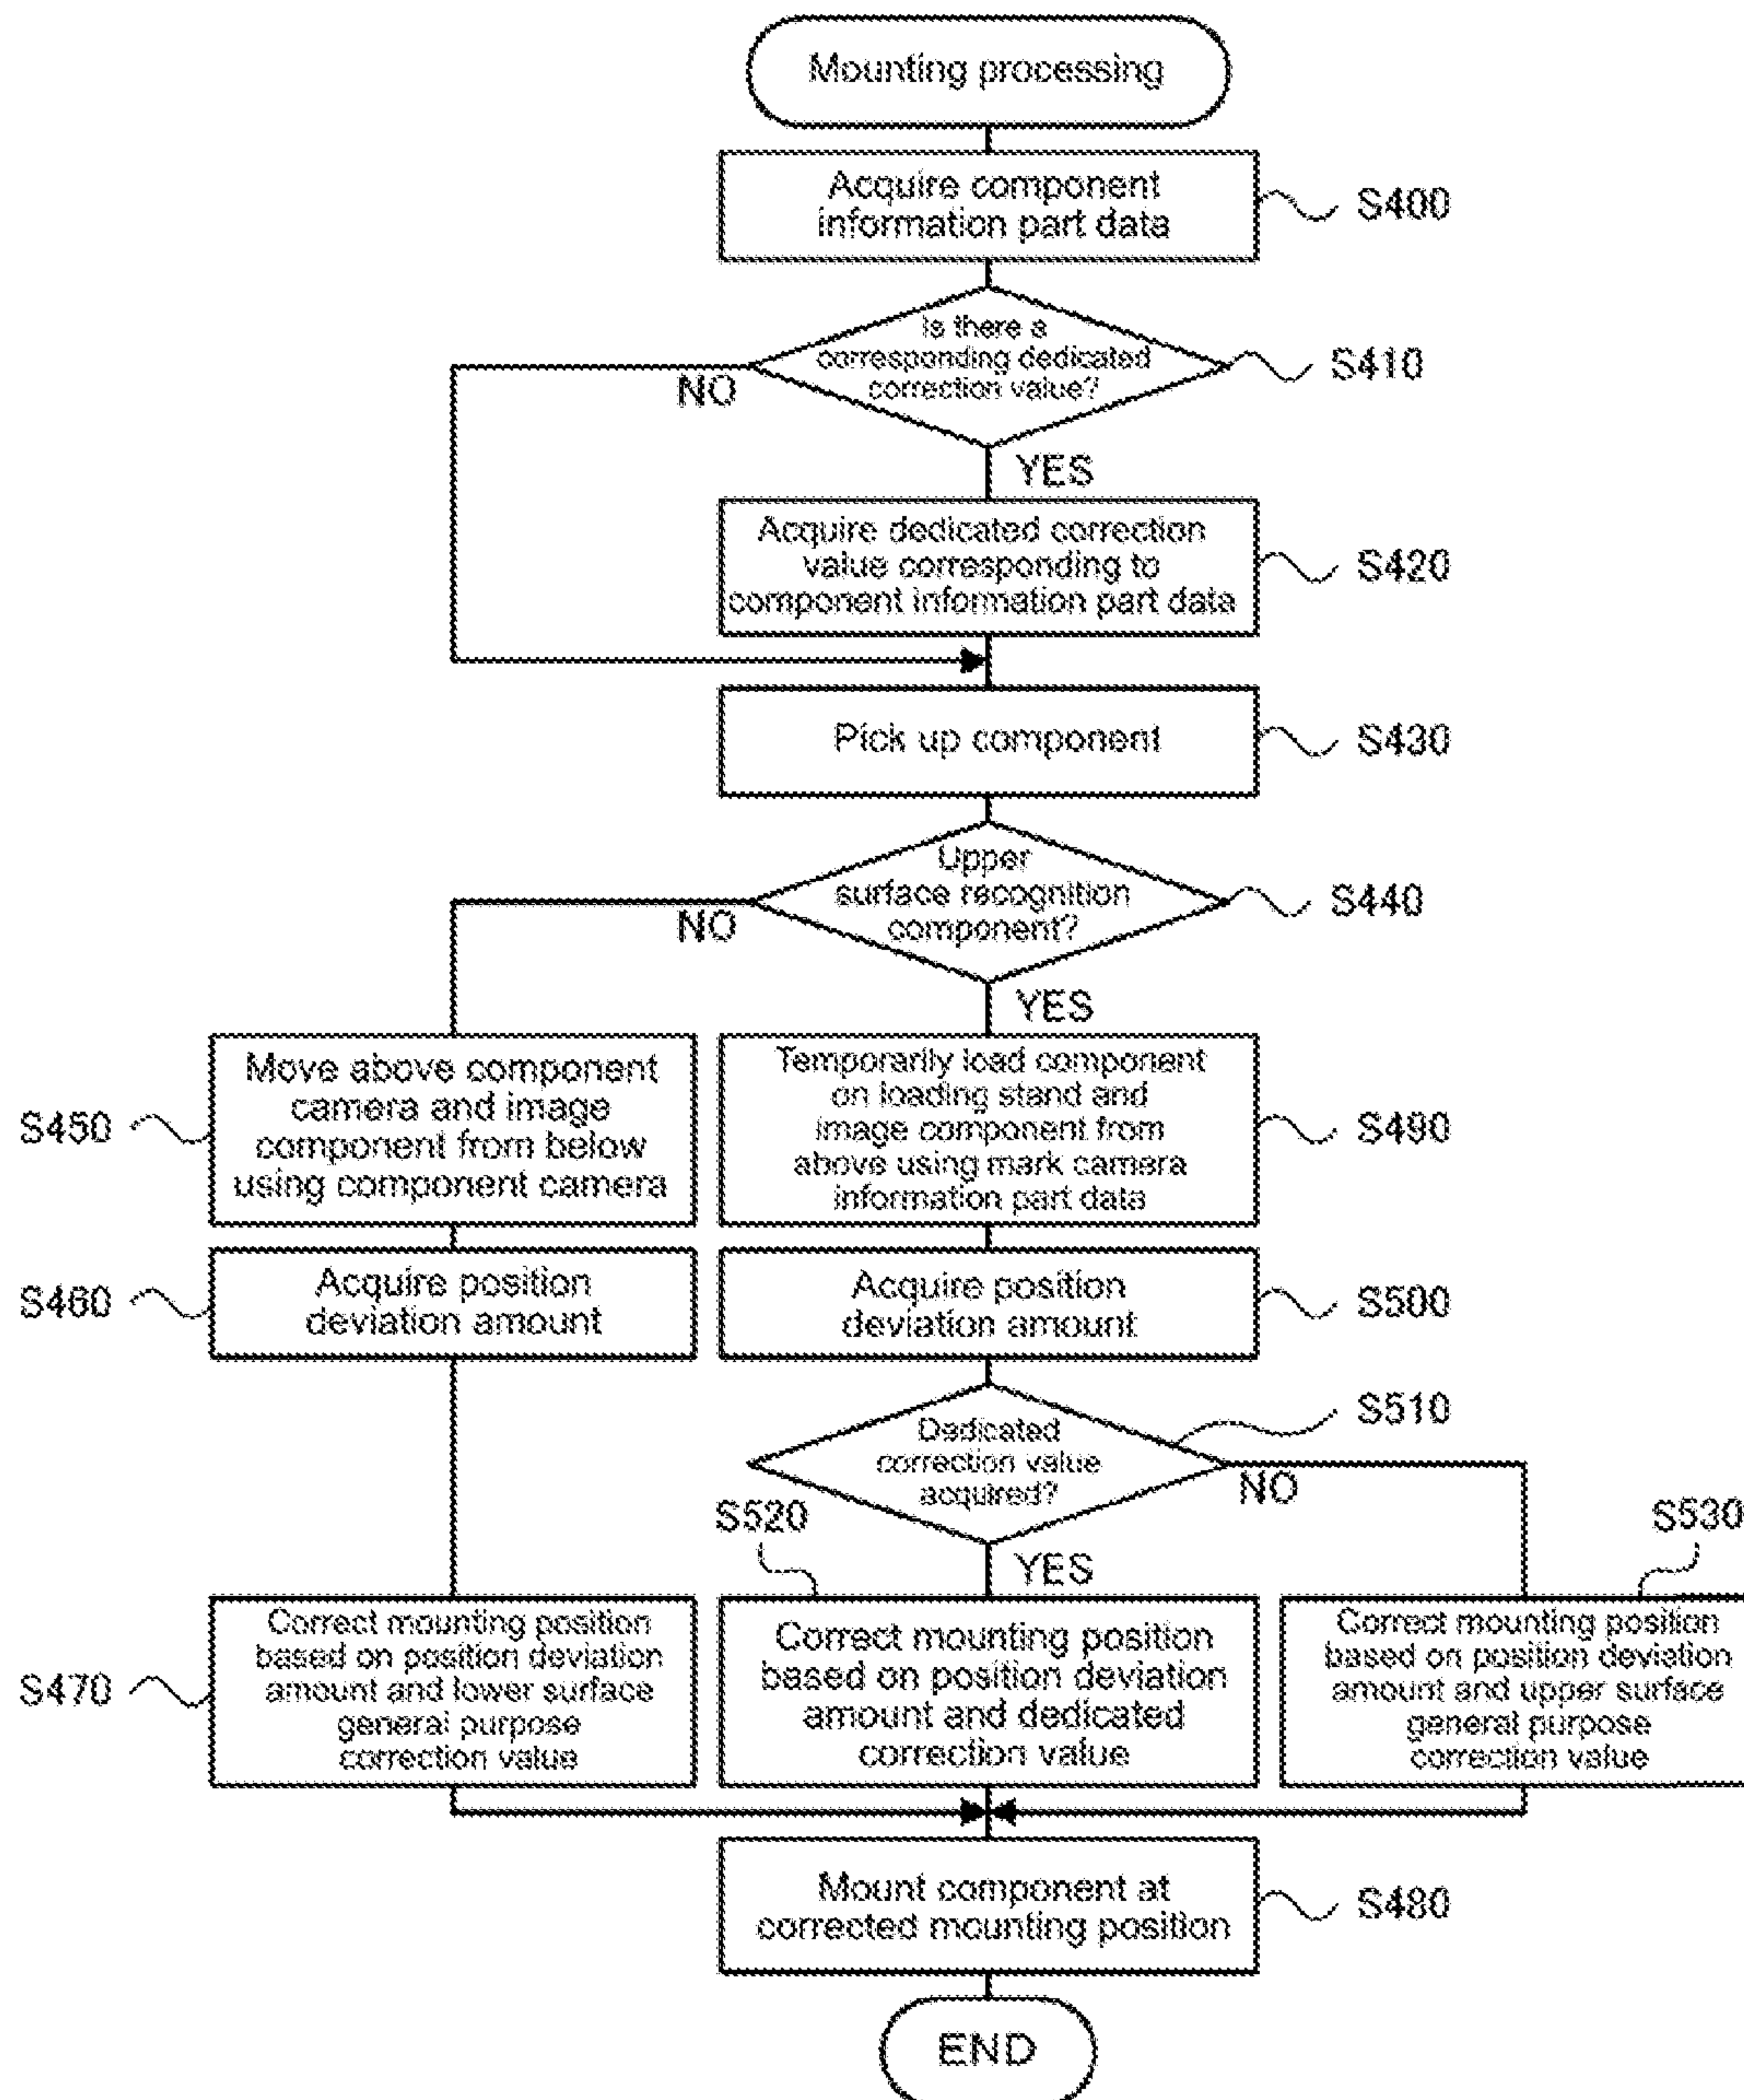 Mounting processing
Acquire component
information part data
S400
Is there a
corresponding dedicated
correction value?
S410
NO
YES
Acquire dedicated correction
value corresponding to
component information part data
S420
Pick up component
S430
Upper
surface recognition
component?
S440
NO
YES
Move above component
camera and image
component from below
using component camera
S450
Temporarily load component
on loading stand and
image component from
above using mark camera
information part data
S490
Acquire position
deviation amount
S460
Acquire position
deviation amount
S500
Dedicated
correction value
acquired?
S510
NO
YES
S520
S530
Correct mounting position
based on position deviation
amount and lower surface
general purpose
correction value
S470
Correct mounting position
based on position deviation
amount and dedicated
correction value
Correct mounting position
based on position deviation
amount and upper surface
general purpose
correction value
Mount component at
corrected mounting position
S480
END